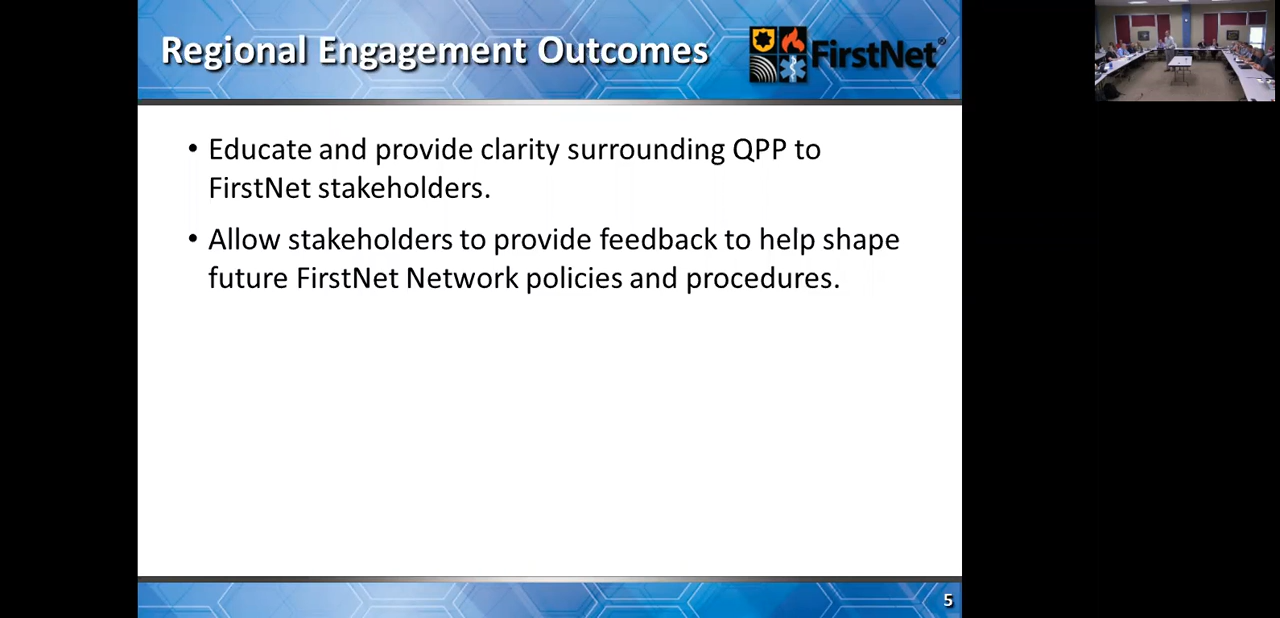 Regional Engagement Outcomes
FirstNet®
• Educate and provide clarity surrounding QPP to
FirstNet stakeholders.
• Allow stakeholders to provide feedback to help shape
future FirstNet Network policies and procedures.
5